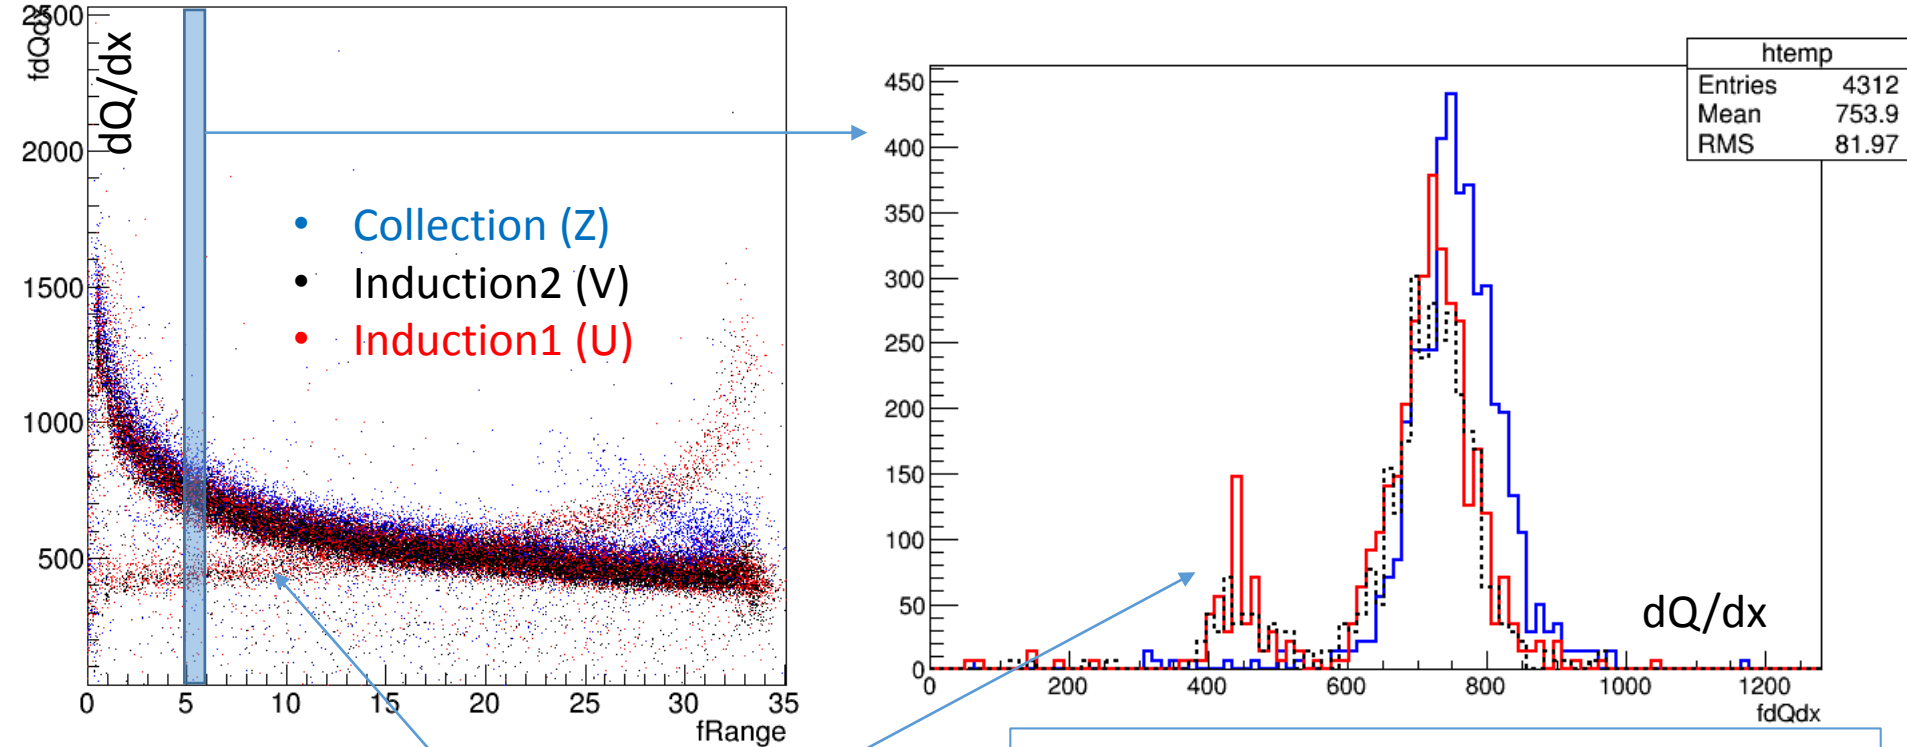 2500
2000
1500
1000
500
fdQdx
dQ/dx
• Collection (Z)
• Induction2 (V)
• Induction1 (U)
0 5 10 15 20 25 30 35
fRange
htemp
Entries 4312
Mean 753.9
RMS 81.97
450
400
350
300
250
200
150
100
50
0
dQ/dx
0 200 400 600 800 1000 1200
fdQdx